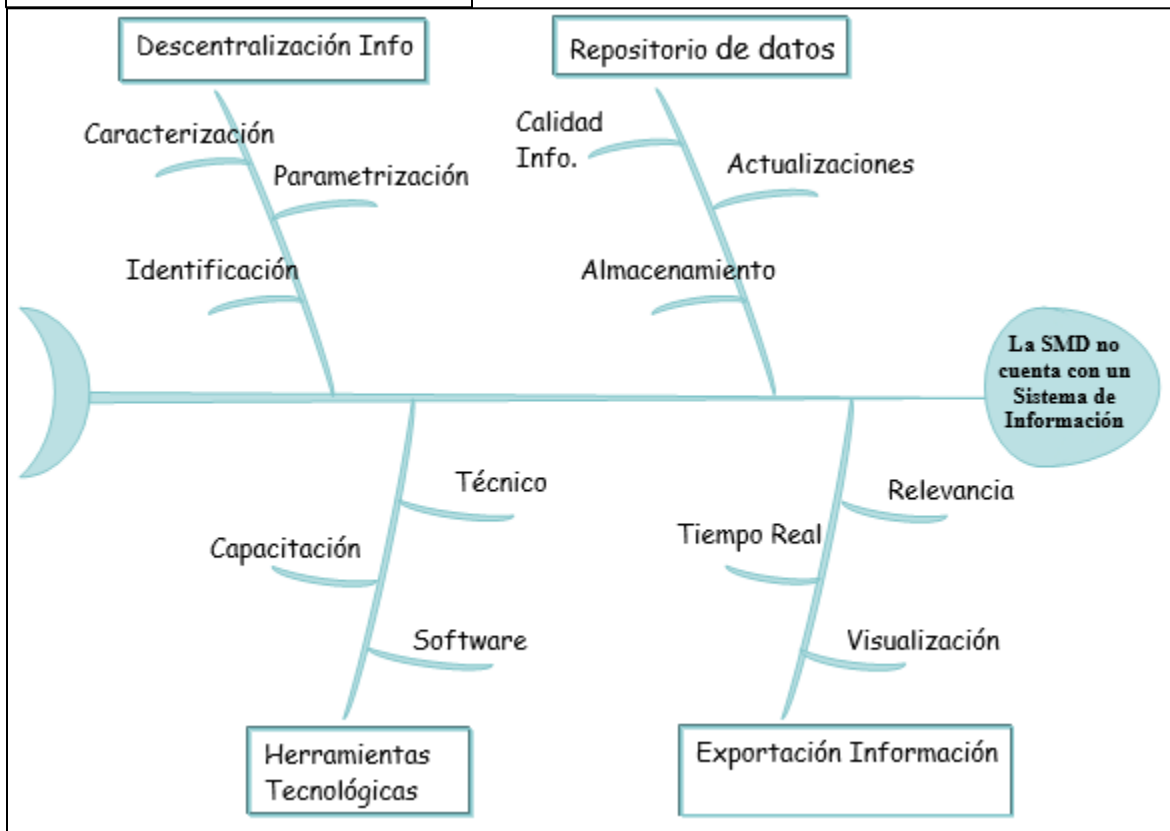 Descentralización Info
Repositorio de datos
Caracterización
Parametrización
Identificación
Calidad
Info.
Actualizaciones
Almacenamiento
La SMD no
cuenta con un
Sistema de
Información
Técnico
Capacitación
Software
Relevancia
Tiempo Real
Visualización
Herramientas
Tecnológicas
Exportación Información